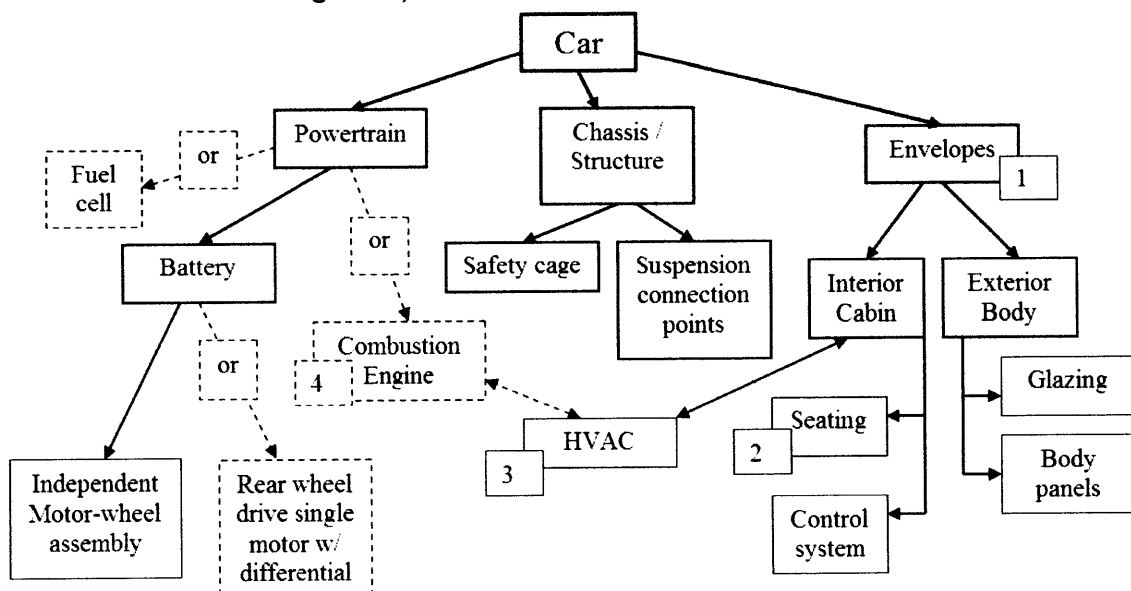 Car
Powertrain
Chassis /
Structure
Envelopes
1
or
Fuel
cell
or
Battery
Safety cage
Suspension
connection
points
Interior
Cabin
Exterior
Body
or
Combustion
Engine
4
HVAC
3
Seating
2
Glazing
Body
panels
Control
system
Independent
Motor-wheel
assembly
Rear wheel
drive single
motor w/
differential